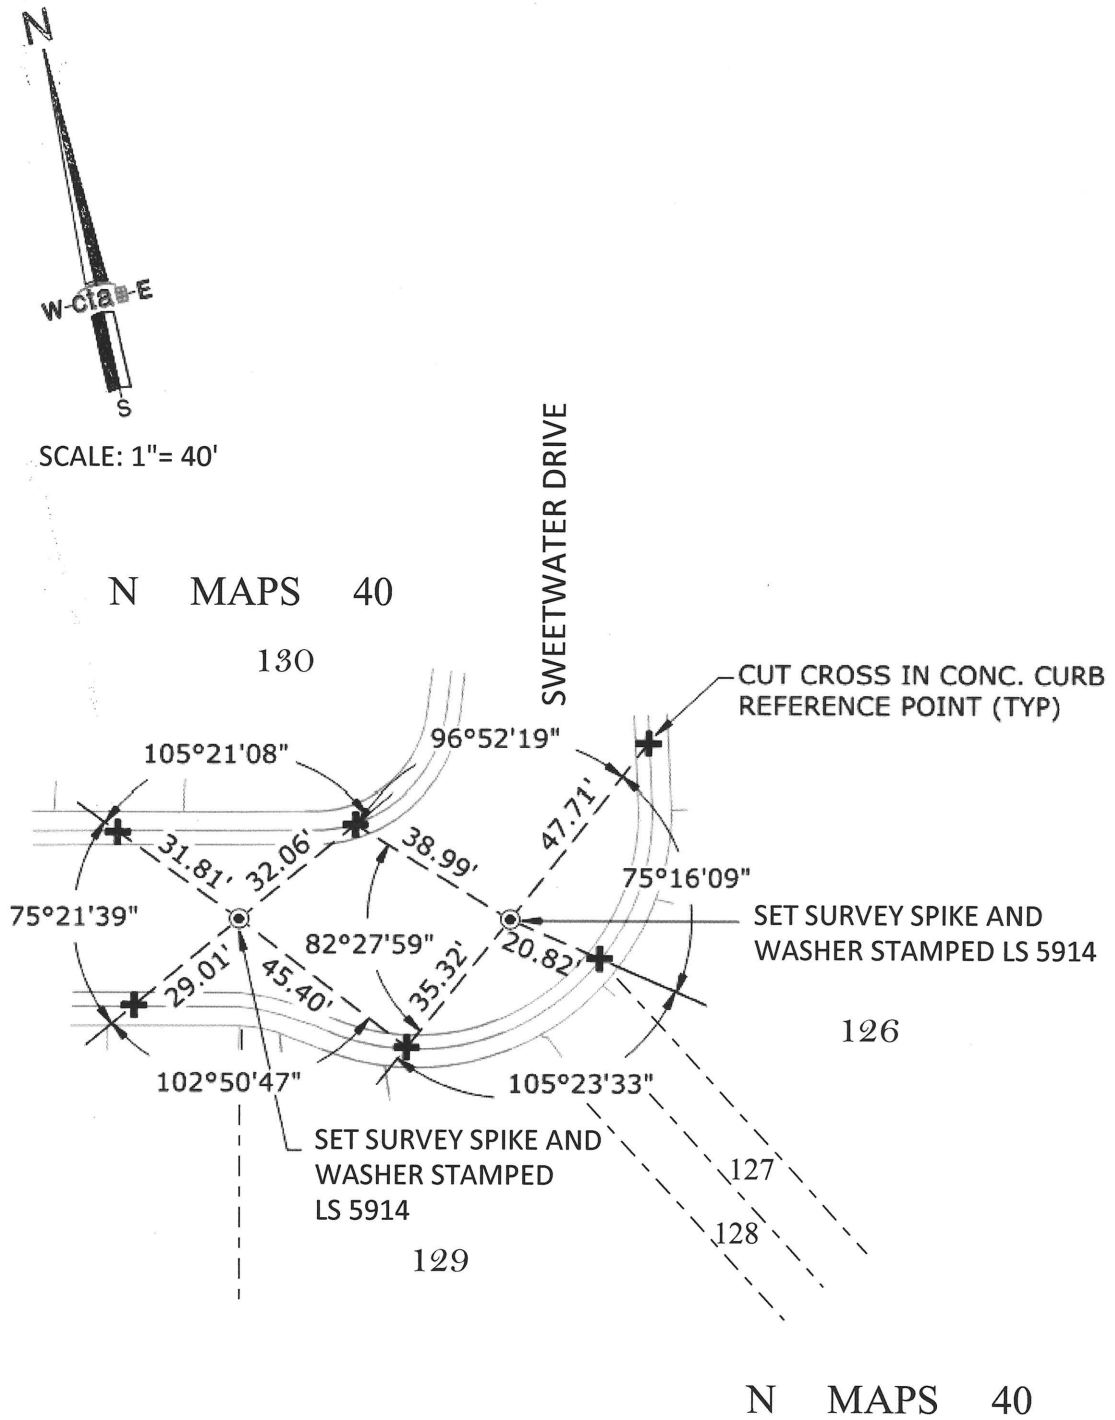 N
W-cta-E
S
SCALE: 1"= 40'
SWEETWATER DRIVE
N MAPS 40
130
CUT CROSS IN CONC. CURB
REFERENCE POINT (TYP)
105°21'08"
96°52'19"
47.71'
31.81'
32.06'
38.99'
75°16'09"
75°21'39"
82°27'59"
SET SURVEY SPIKE AND
WASHER STAMPED LS 5914
29.01'
45.40'
35.32'
20.82'
126
102°50'47"
105°23'33"
SET SURVEY SPIKE AND
WASHER STAMPED
LS 5914
127
128
129
N MAPS 40